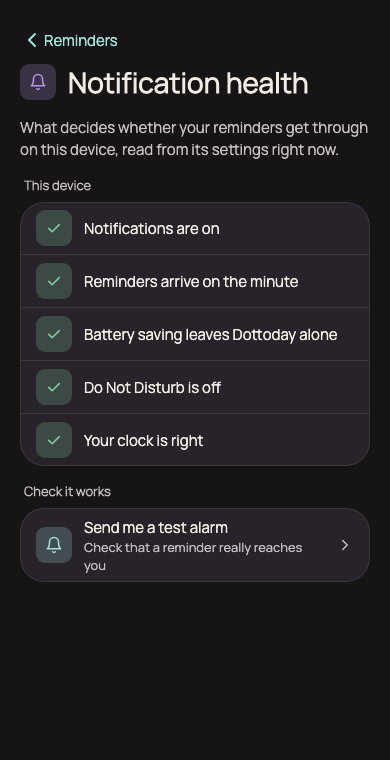 Reminders
Notification health
What decides whether your reminders get through
on this device, read from its settings right now.
This device
Notifications are on
Reminders arrive on the minute
Battery saving leaves Dottoday alone
Do Not Disturb is off
Your clock is right
Check it works
Send me a test alarm
Check that a reminder really reaches
you